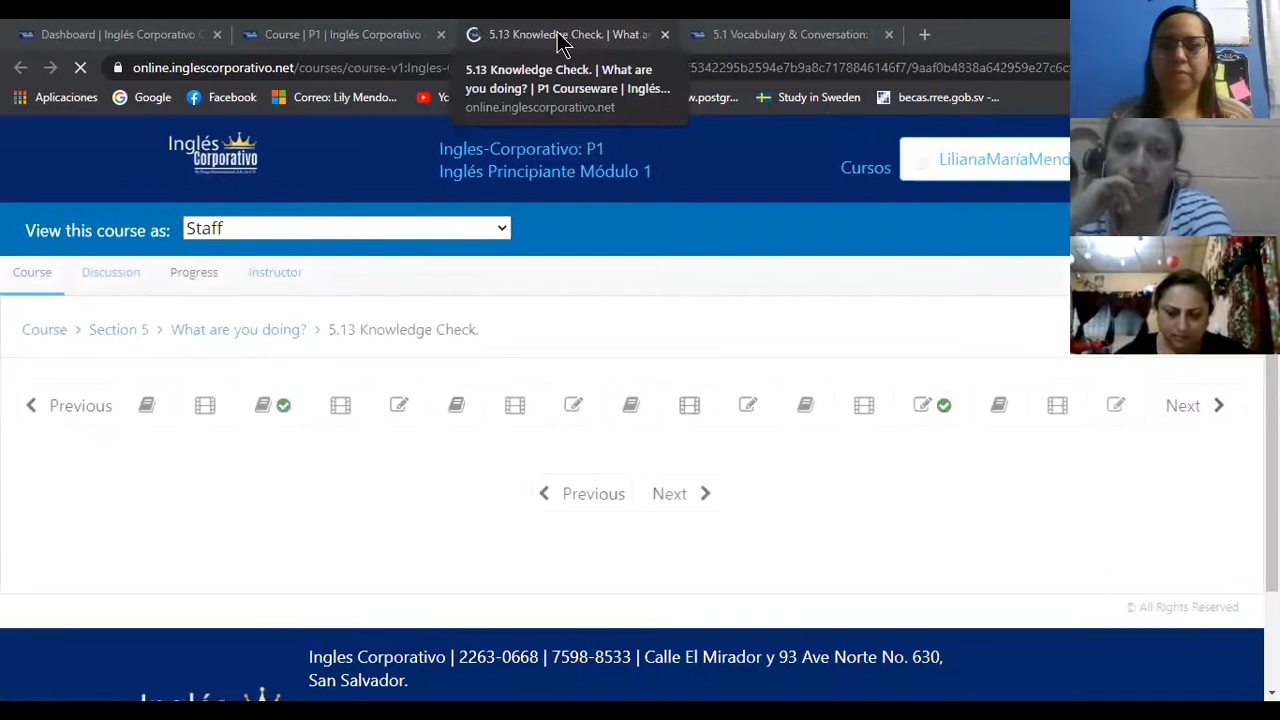 Dashboard | Inglés Corporativo C
Course | P1 | Inglés Corporativo
5.13 Knowledge Check. | What ar
5.1 Vocabulary & Conversation:
5.13 Knowledge Check. | What are
you doing? | P1 Courseware | Inglés...
online.inglescorporativo.net
online.inglescorporativo.net/courses/course-v1:Ingles-
Aplicaciones
Google
Facebook
Correo: Lily Mendo...
Yo
ww.postgr...
Study in Sweden
becas.rree.gob.sv -...
Inglés
Corporativo
Ingles-Corporativo: P1
Inglés Principiante Módulo 1
Cursos
LilianaMaríaMend
View this course as:
Staff
Course
Discussion
Progress
Instructor
Course > Section 5 > What are you doing? > 5.13 Knowledge Check.
Previous
Next
Previous
Next
© All Rights Reserved
Ingles Corporativo | 2263-0668 | 7598-8533 | Calle El Mirador y 93 Ave Norte No. 630,
San Salvador.
Inglés